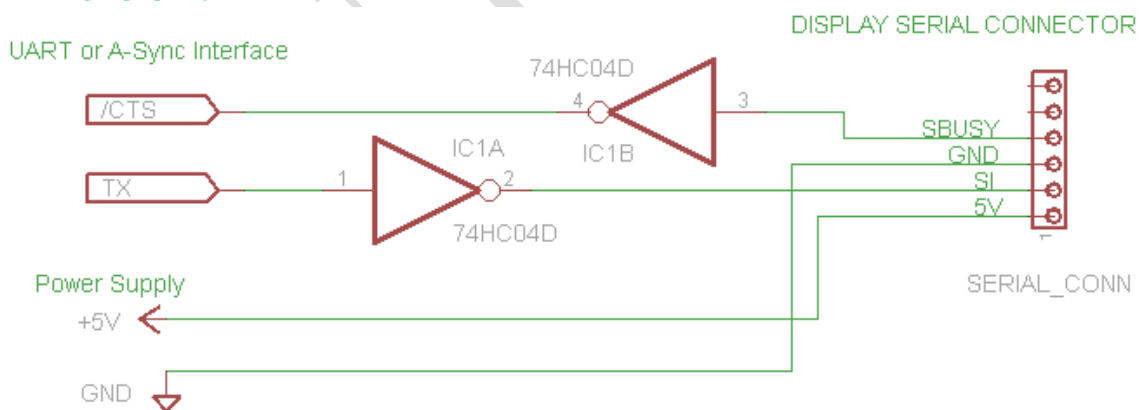 DISPLAY SERIAL CONNECTOR
UART or A-Sync Interface
74HC04D
/CTS
4
3
SBUSY
IC1A
IC1B
GND
TX
1
2
SI
5V
74HC04D
1
Power Supply
SERIAL_CONN
+5V
GND